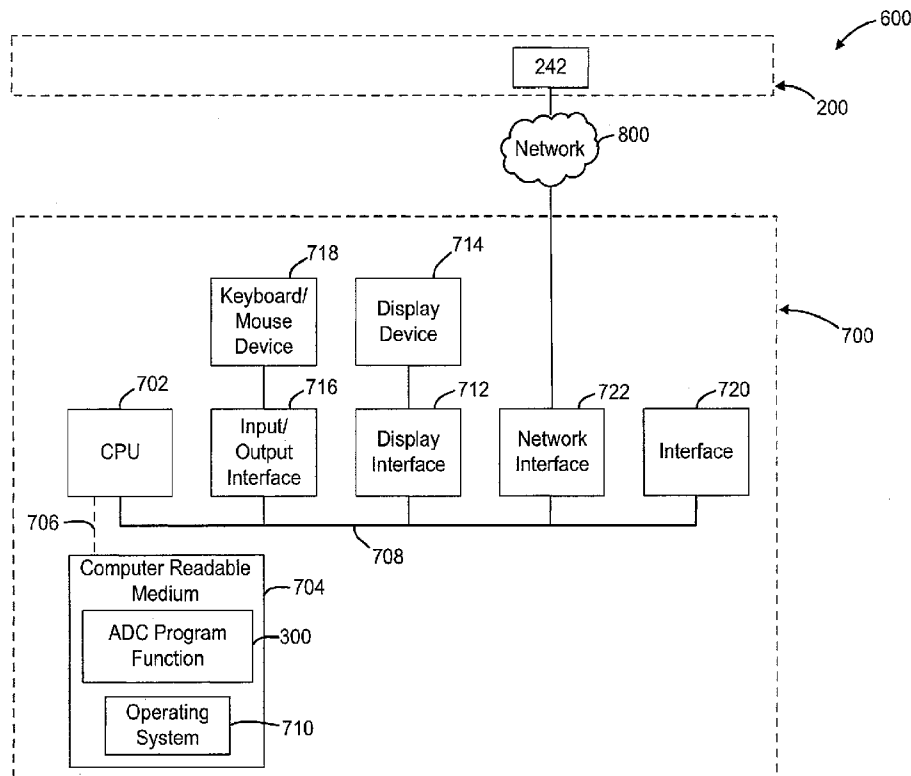 600
242
200
Network
800
718
714
Keyboard/
Mouse
Device
Display
Device
700
702
716
712
722
720
CPU
Input/
Output
Interface
Display
Interface
Network
Interface
Interface
706
708
Computer Readable
Medium
704
ADC Program
Function
300
Operating
System
710